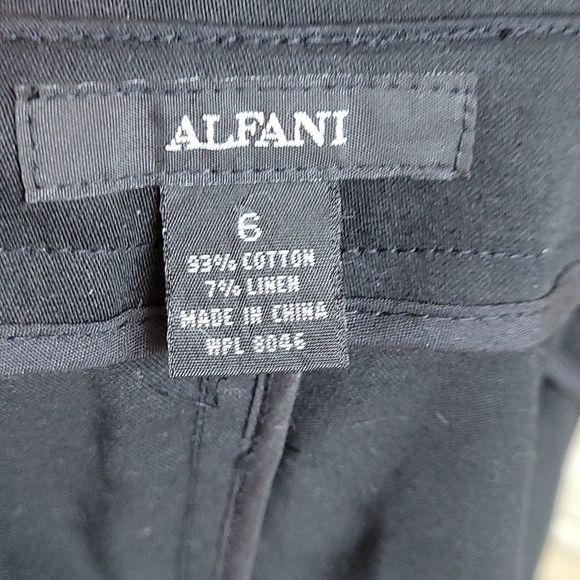 ALFANI
6
93% COTTON
7% LINEN
MADE IN CHINA
WPL 8046